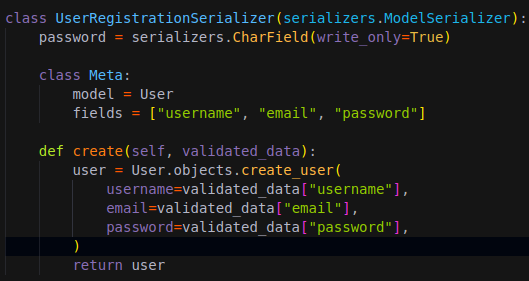 class UserRegistrationSerializer(serializers.ModelSerializer):
    password = serializers.CharField(write_only=True)

    class Meta:
        model = User
        fields = ["username", "email", "password"]

    def create(self, validated_data):
        user = User.objects.create_user(
            username=validated_data["username"],
            email=validated_data["email"],
            password=validated_data["password"],
        )
        return user